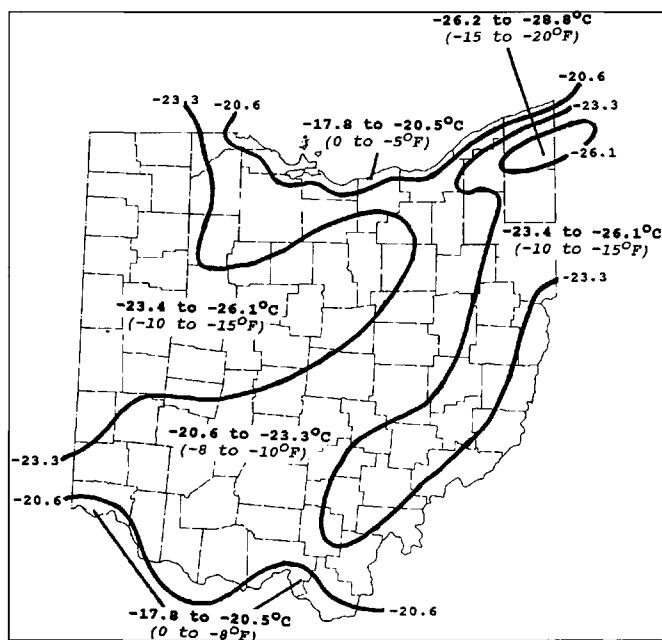 -26.2 to -28.8°C
(-15 to -20°F)
-20.6
-23.3
-23.3
-20.6
-17.8 to -20.5°C
(0 to -5°F)
-26.1
-23.4 to -26.1°C
(-10 to -15°F)
-23.3
-23.4 to -26.1°C
(-10 to -15°F)
-20.6 to -23.3°C
(-8 to -10°F)
-23.3
-20.6
-17.8 to -20.5°C
(0 to -8°F)
-20.6